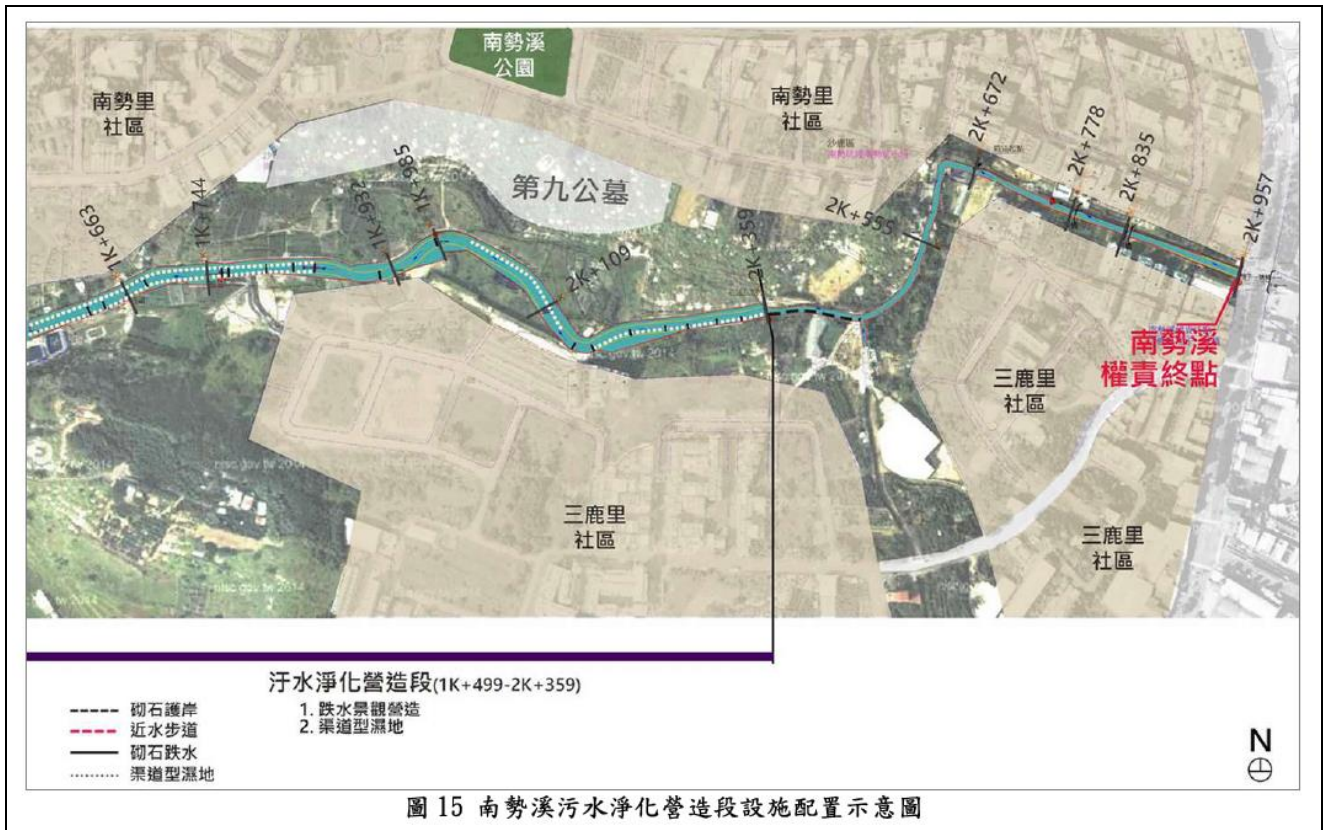 南勢溪
公園
南勢里
社區
南勢里
社區
第九公墓
1K+663
1K+744
1K+932
1K+985
2K+109
2K+359
2K+555
2K+672
2K+778
2K+835
2K+957
沙鹿區
南勢溪
權責終點
三鹿里
社區
三鹿里
社區
三鹿里
社區
汙水淨化營造段(1K+499-2K+359)
1. 跌水景觀營造
2. 渠道型濕地
砌石護岸
近水步道
砌石跌水
渠道型濕地
N
圖 15 南勢溪污水淨化營造段設施配置示意圖